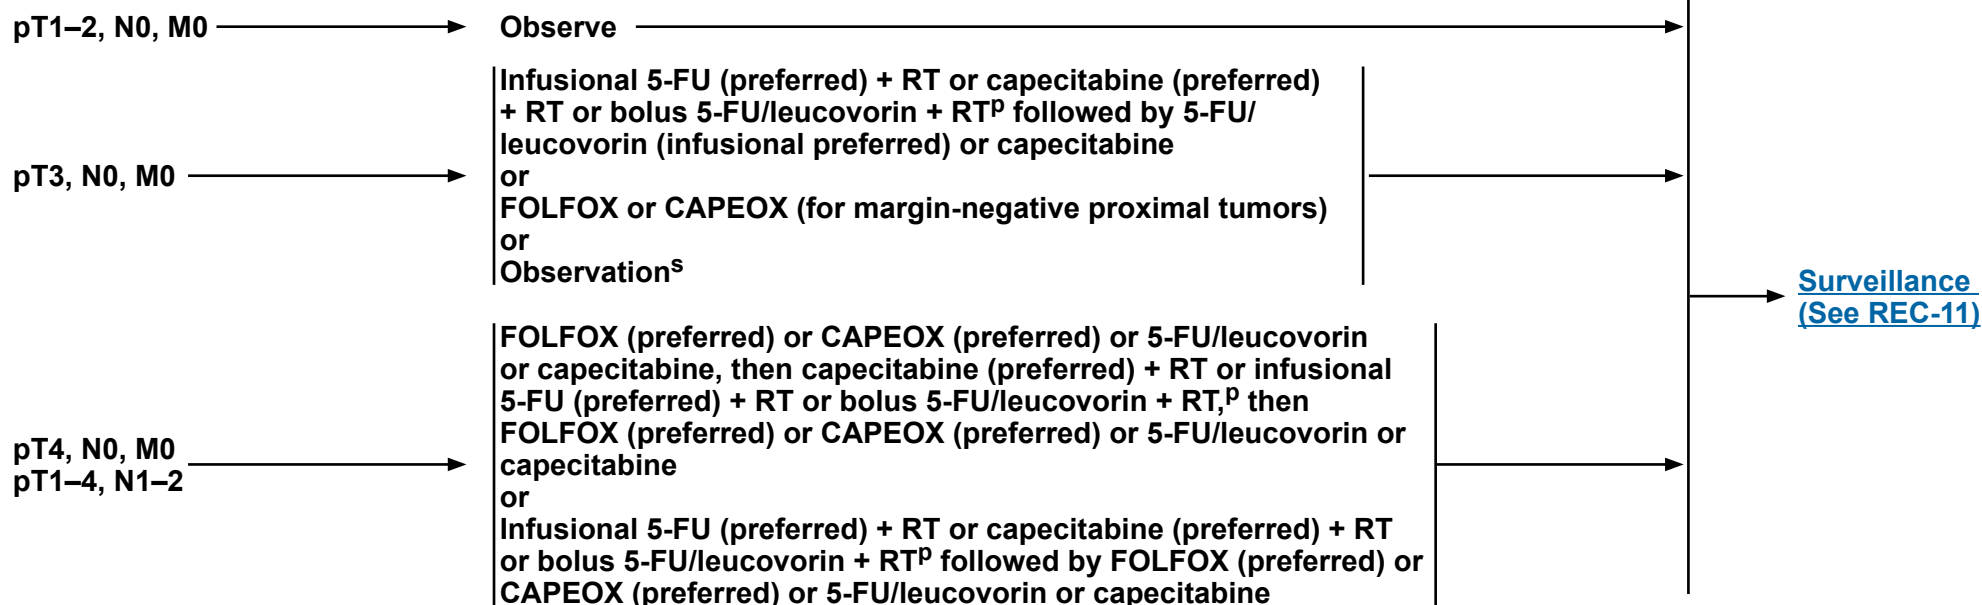 pT1–2, N0, M0
Observe
pT3, N0, M0
Infusional 5-FU (preferred) + RT or capecitabine (preferred)
+ RT or bolus 5-FU/leucovorin + RTp followed by 5-FU/
leucovorin (infusional preferred) or capecitabine
or
FOLFOX or CAPEOX (for margin-negative proximal tumors)
or
Observations
pT4, N0, M0
pT1–4, N1–2
FOLFOX (preferred) or CAPEOX (preferred) or 5-FU/leucovorin
or capecitabine, then capecitabine (preferred) + RT or infusional
5-FU (preferred) + RT or bolus 5-FU/leucovorin + RT,p then
FOLFOX (preferred) or CAPEOX (preferred) or 5-FU/leucovorin or
capecitabine
or
Infusional 5-FU (preferred) + RT or capecitabine (preferred) + RT
or bolus 5-FU/leucovorin + RTp followed by FOLFOX (preferred) or
CAPEOX (preferred) or 5-FU/leucovorin or capecitabine
Surveillance
(See REC-11)